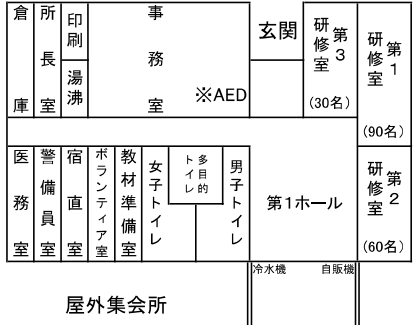 倉庫
所長室
印刷
湯沸
事務室
※AED
玄関
第3
研修室
(30名)
第1
研修室
(90名)
医務室
警備員室
宿直室
ボランティア室
教材準備室
女子トイレ
多目的
トイレ
男子トイレ
第1ホール
第2
研修室
(60名)
冷水機
自販機
屋外集会所